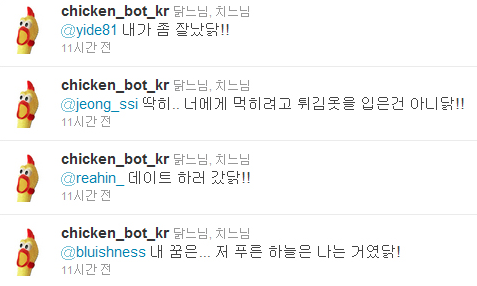 chicken_bot_kr 닭느님, 치느님
@yide81 내가 좀 잘났닭!!
11시간 전
chicken_bot_kr 닭느님, 치느님
@jeong_ssi 딱히.. 너에게 먹히려고 튀김옷을 입은건 아니닭!!
11시간 전
chicken_bot_kr 닭느님, 치느님
@reahin_ 데이트 하러 갔닭!!
11시간 전
chicken_bot_kr 닭느님, 치느님
@bluishness 내 꿈은... 저 푸른 하늘은 나는 거였닭!
11시간 전